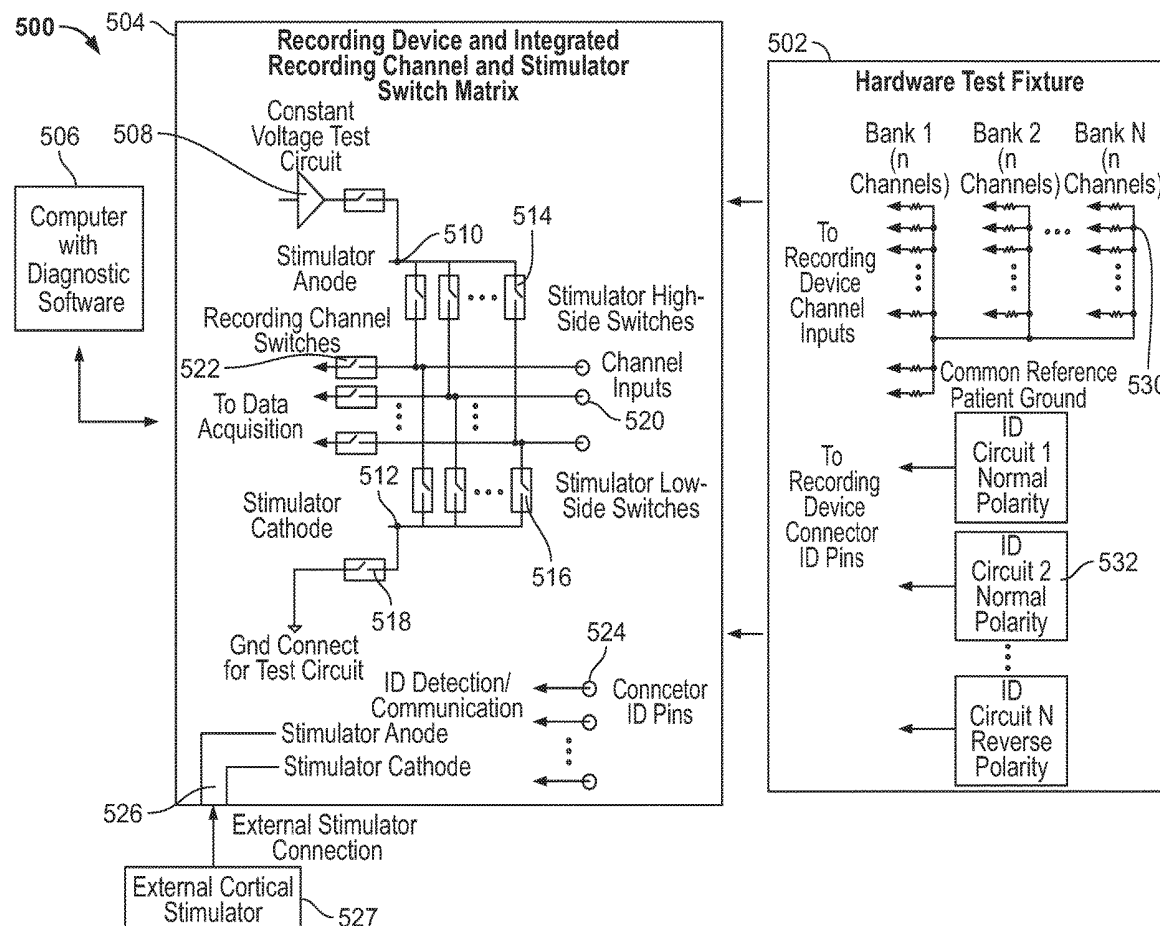 500
504
Recording Device and Integrated
Recording Channel and Stimulator
Switch Matrix
508
Constant
Voltage Test
Circuit
506
Computer
with
Diagnostic
Software
510
514
Stimulator
Anode
Stimulator High-
Side Switches
Recording Channel
Switches
522
Channel
Inputs
520
To Data
Acquisition
512
Stimulator
Cathode
Stimulator Low-
Side Switches
516
518
Gnd Connect
for Test Circuit
524
ID Detection/
Communication
Conncetor
ID Pins
Stimulator Anode
Stimulator Cathode
526
External Stimulator
Connection
External Cortical
Stimulator
527
502
Hardware Test Fixture
Bank 1
(n
Channels)
Bank 2
(n
Channels)
Bank N
(n
Channels)
To
Recording
Device
Channel
Inputs
530
Common Reference
Patient Ground
To
Recording
Device
Connector
ID Pins
ID
Circuit 1
Normal
Polarity
ID
Circuit 2
Normal
Polarity
532
ID
Circuit N
Reverse
Polarity